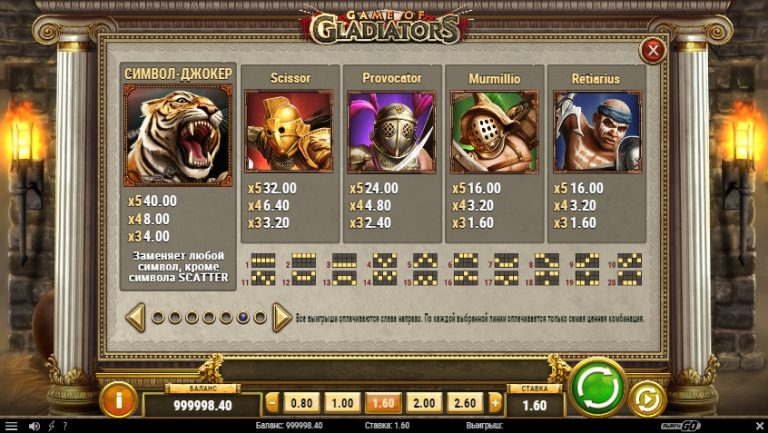 GAME OF
GLADIATORS
СИМВОЛ-ДЖОКЕР
x5 40.00
x4 8.00
x3 4.00
Заменяет любой
символ, кроме
символа SCATTER
Scissor
x5 32.00
x4 6.40
x3 3.20
Provocator
x5 24.00
x4 4.80
x3 2.40
Murmillio
x5 16.00
x4 3.20
x3 1.60
Retiarius
x5 16.00
x4 3.20
x3 1.60
1 2 3 4 5 6 7 8 9 10
11 12 13 14 15 16 17 18 19 20
Все выигрыши оплачиваются слева направо. По каждой выбранной линии оплачивается только самая ценная комбинация.
БАЛАНС
999998.40
- 0.80 1.00 1.60 2.00 2.60 +
СТАВКА
1.60
Баланс: 999998.40 Ставка: 1.60 Выигрыш:
PLAY'N GO